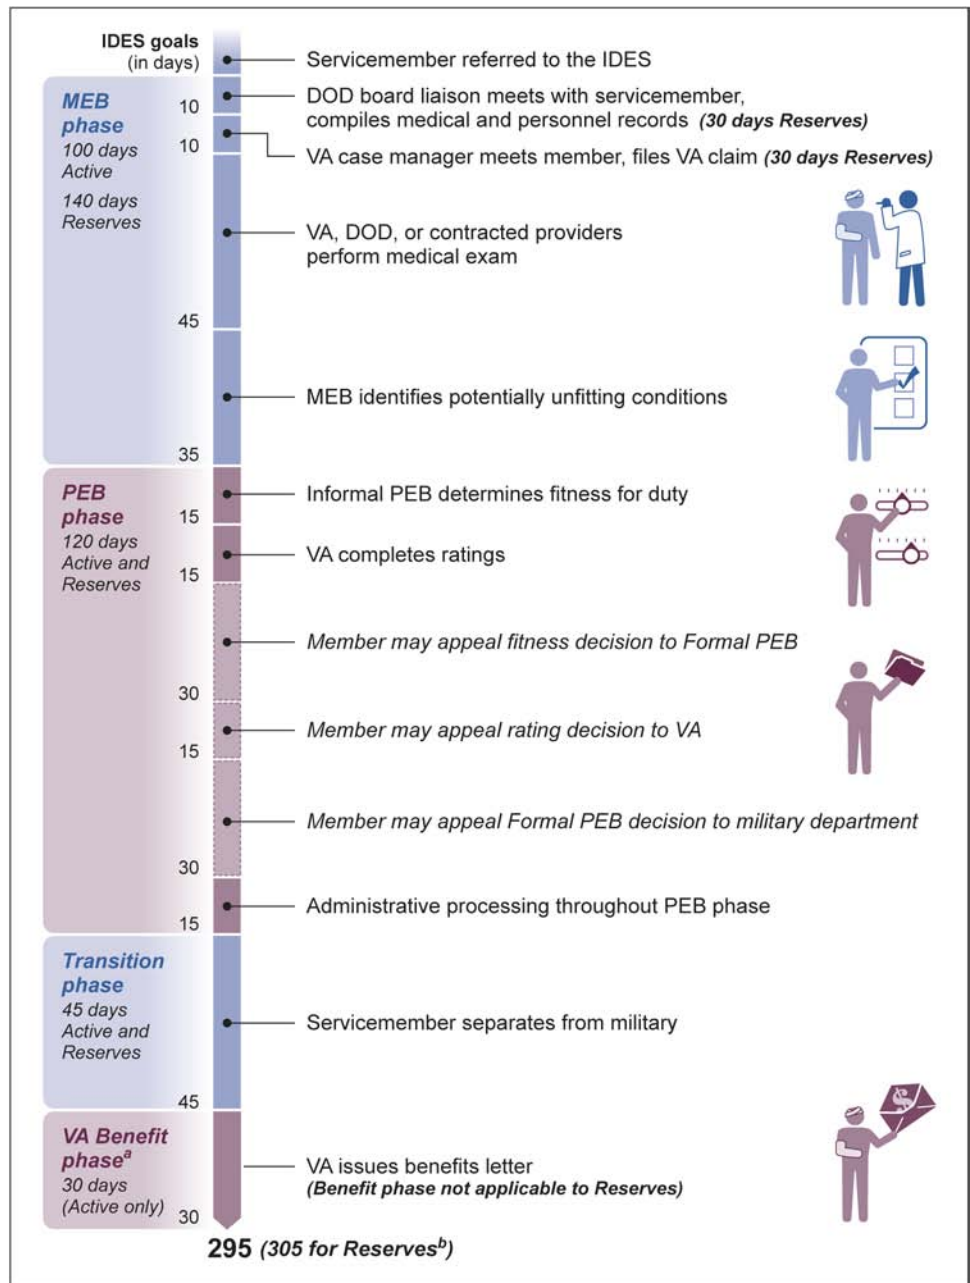 IDES goals
(in days)
Servicemember referred to the IDES
MEB
phase
100 days
Active
140 days
Reserves
10
DOD board liaison meets with servicemember,
compiles medical and personnel records (30 days Reserves)
10
VA case manager meets member, files VA claim (30 days Reserves)
VA, DOD, or contracted providers
perform medical exam
45
MEB identifies potentially unfitting conditions
35
PEB
phase
120 days
Active and
Reserves
Informal PEB determines fitness for duty
15
VA completes ratings
15
Member may appeal fitness decision to Formal PEB
30
Member may appeal rating decision to VA
15
Member may appeal Formal PEB decision to military department
30
Administrative processing throughout PEB phase
15
Transition
phase
45 days
Active and
Reserves
Servicemember separates from military
45
VA Benefit
phaseª
30 days
(Active only)
VA issues benefits letter
(Benefit phase not applicable to Reserves)
30
$
295 (305 for Reservesᵇ)